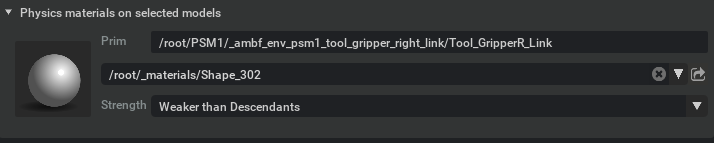 Physics materials on selected models
Prim /root/PSM1/_ambf_env_psm1_tool_gripper_right_link/Tool_GripperR_Link
/root/_materials/Shape_302
Strength Weaker than Descendants